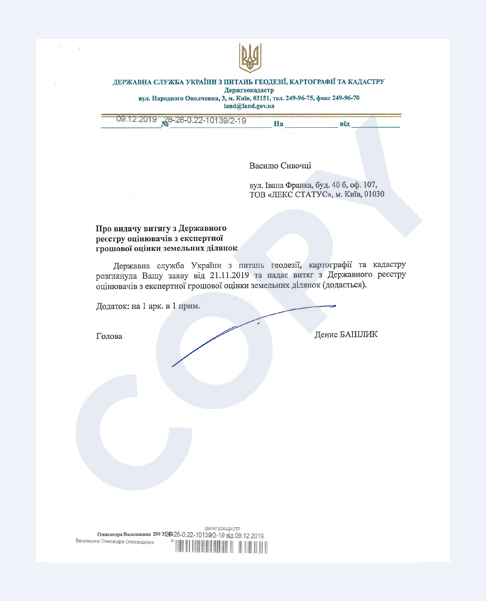 ДЕРЖАВНА СЛУЖБА УКРАЇНИ З ПИТАНЬ ГЕОДЕЗІЇ, КАРТОГРАФІЇ ТА КАДАСТРУ
Держгеокадастр
вул. Народного Ополчення, 3, м. Київ, 03151, тел. 249-96-75, факс 249-96-70
land@land.gov.ua
09.12.2019 № 28-28-0.22-10139/2-19 На від
Василю Сивочці
вул. Івана Франка, буд. 40 б, оф. 107,
ТОВ «ЛЕКС СТАТУС», м. Київ, 01030
Про видачу витягу з Державного
реєстру оцінювачів з експертної
грошової оцінки земельних ділянок
Державна служба України з питань геодезії, картографії та кадастру
розглянула Вашу заяву від 21.11.2019 та надає витяг з Державного реєстру
оцінювачів з експертної грошової оцінки земельних ділянок (додається).
Додаток: на 1 арк. в 1 прим.
Голова Денис БАШЛИК
COPY
ДЕРЖГЕОКАДАСТР
Олександра 299 28-0.22-10139/2-19 від 09.12.2019
Олександра Олександрівна